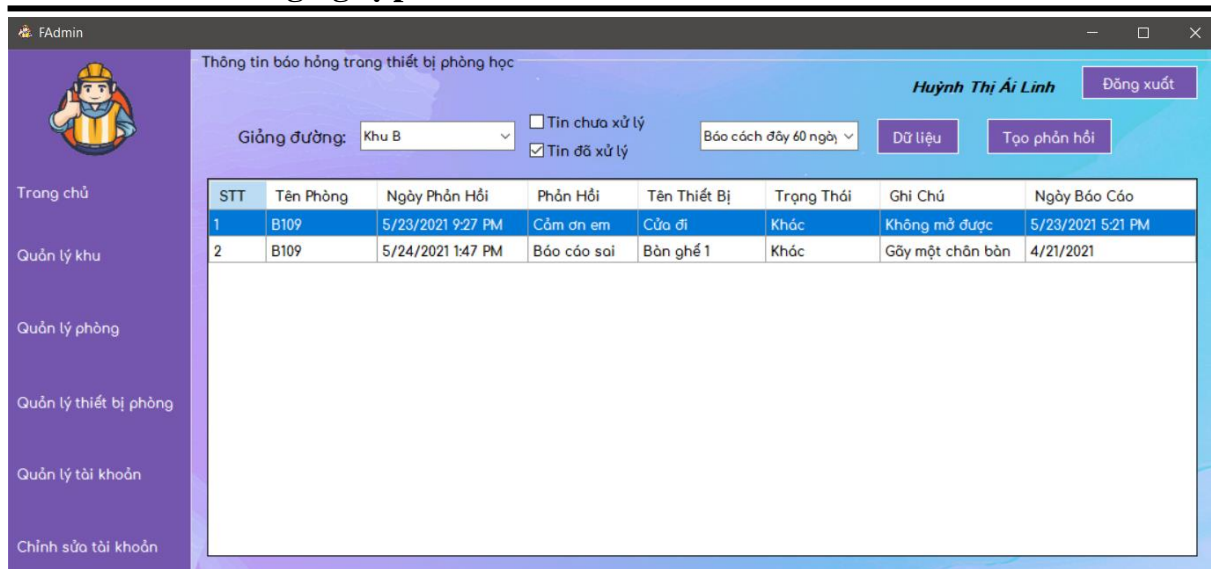 FAdmin
Thông tin báo hỏng trang thiết bị phòng học
Huỳnh Thị Ái Linh Đăng xuất
Giảng đường: Khu B
Tin chưa xử lý
Tin đã xử lý
Báo cách đây 60 ngày
Dữ liệu Tạo phản hồi
Trang chủ
Quản lý khu
Quản lý phòng
Quản lý thiết bị phòng
Quản lý tài khoản
Chỉnh sửa tài khoản
STT Tên Phòng Ngày Phản Hồi Phản Hồi Tên Thiết Bị Trạng Thái Ghi Chú Ngày Báo Cáo
1 B109 5/23/2021 9:27 PM Cảm ơn em Cửa đi Khác Không mở được 5/23/2021 5:21 PM
2 B109 5/24/2021 1:47 PM Báo cáo sai Bàn ghế 1 Khác Gãy một chân bàn 4/21/2021